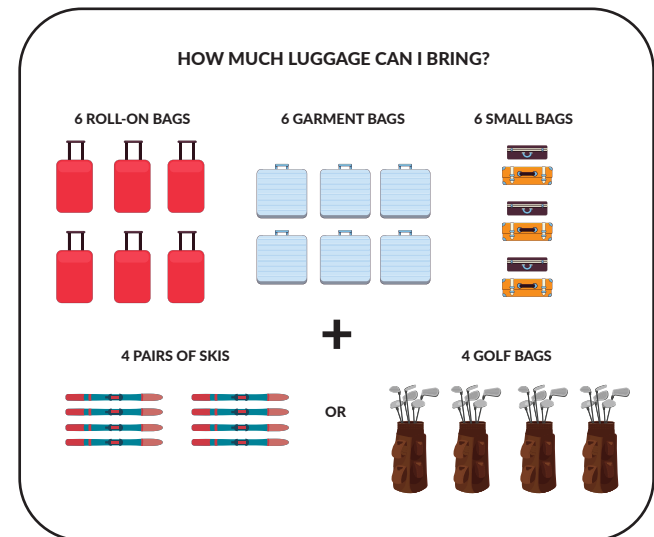 HOW MUCH LUGGAGE CAN I BRING?
6 ROLL-ON BAGS
6 GARMENT BAGS
6 SMALL BAGS
+
4 PAIRS OF SKIS
OR
4 GOLF BAGS